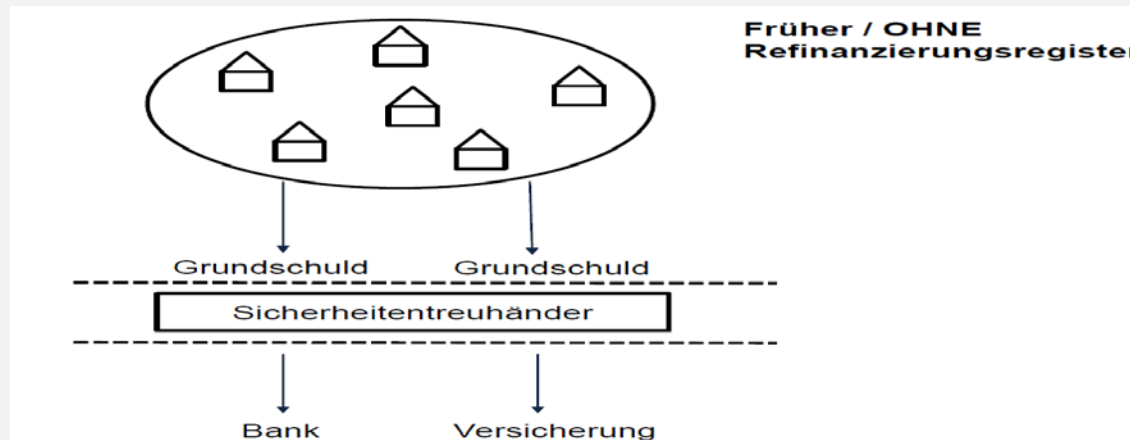 Früher / OHNE
Refinanzierungsregister
Grundschuld Grundschuld
Sicherheitentreuhänder
Bank Versicherung